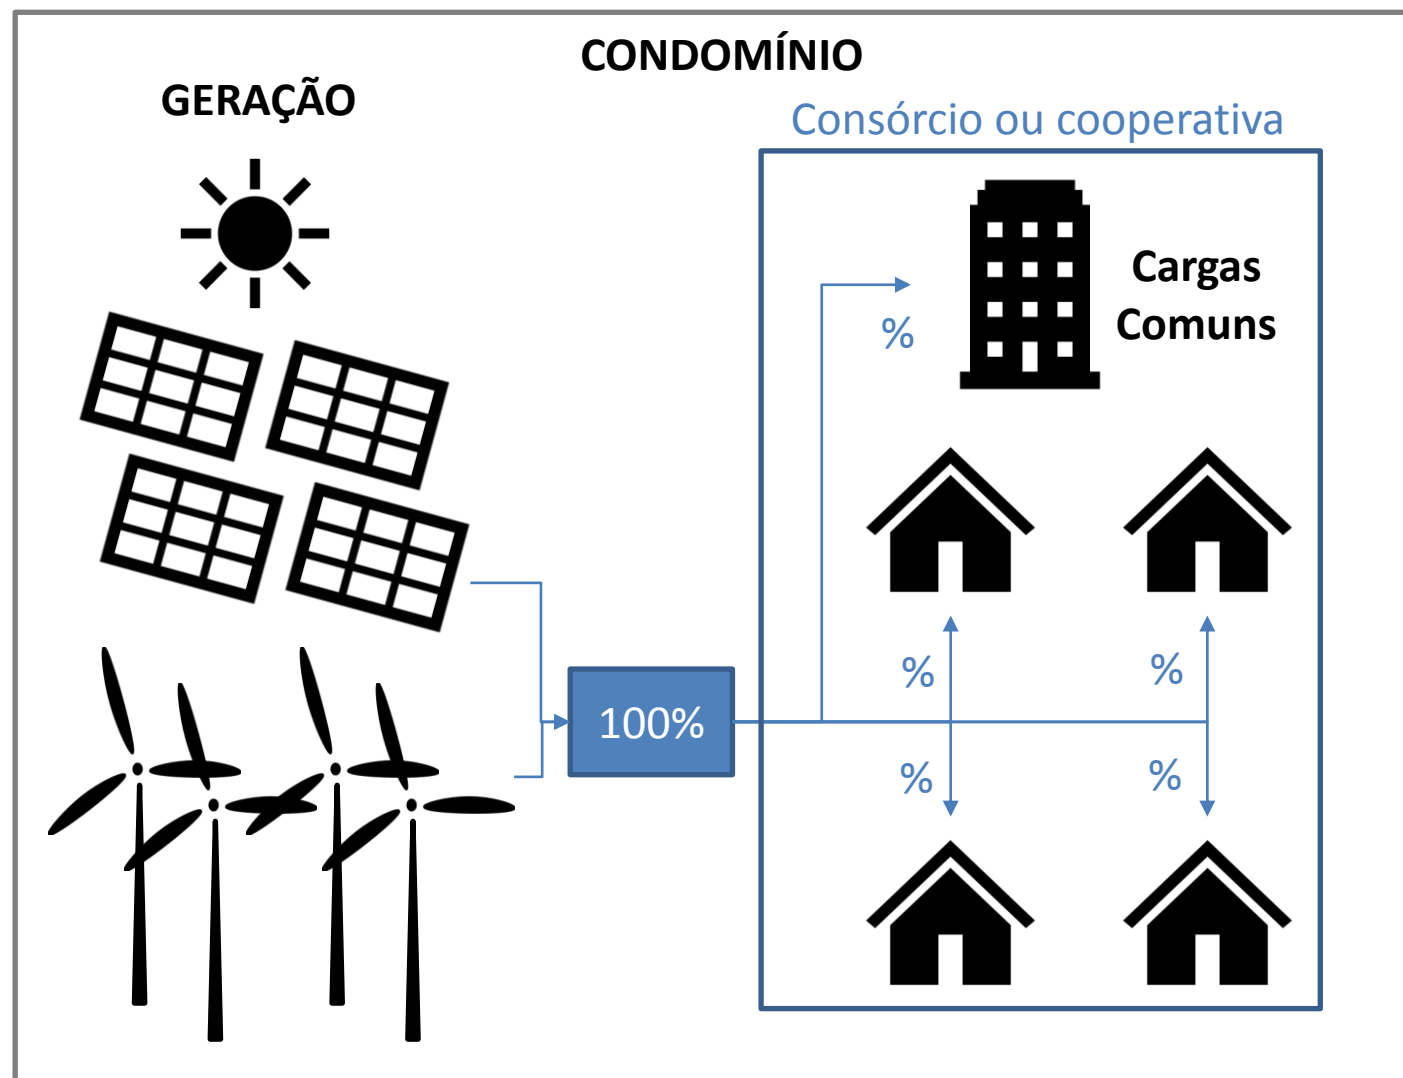 CONDOMÍNIO
GERAÇÃO
Consórcio ou cooperativa
Cargas
Comuns
%
%
%
100%
%
%